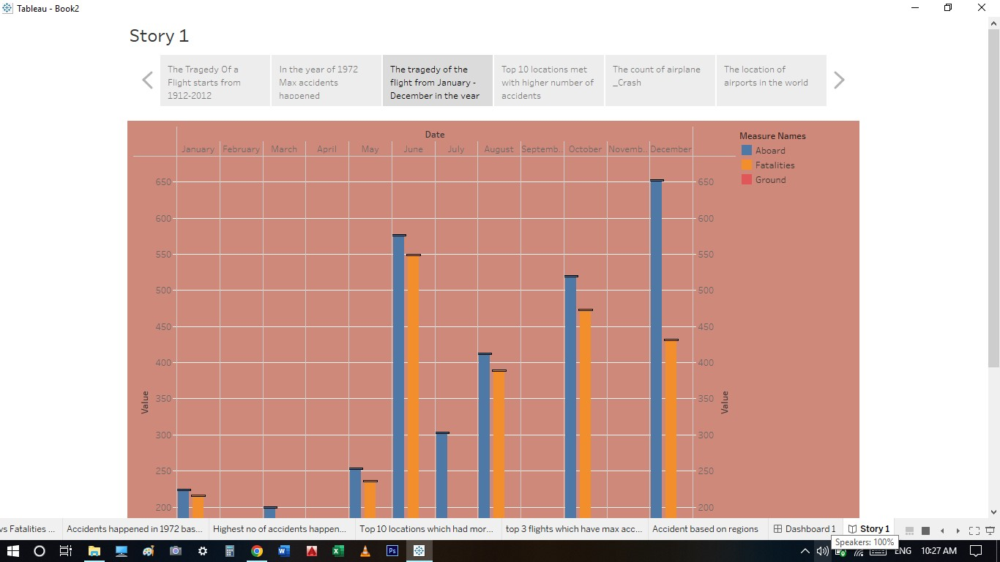 Tableau - Book2
Story 1
The Tragedy Of a
Flight starts from
1912-2012
In the year of 1972
Max accidents
happened
The tragedy of the
flight from January -
December in the year
Top 10 locations met
with higher number of
accidents
The count of airplane
_Crash
The location of
airports in the world
Date
January February March April May June July August Septemb.. October Novemb.. December
Measure Names
Aboard
Fatalities
Ground
650 650
600 600
550 550
500 500
450 450
400 400
350 350
300 300
250 250
200 200
Value
Value
vs Fatalities ... Accidents happened in 1972 bas... Highest no of accidents happen... Top 10 locations which had mor... top 3 flights which have max acc... Accident based on regions Dashboard 1 Story 1
Speakers: 100%
ENG 10:27 AM